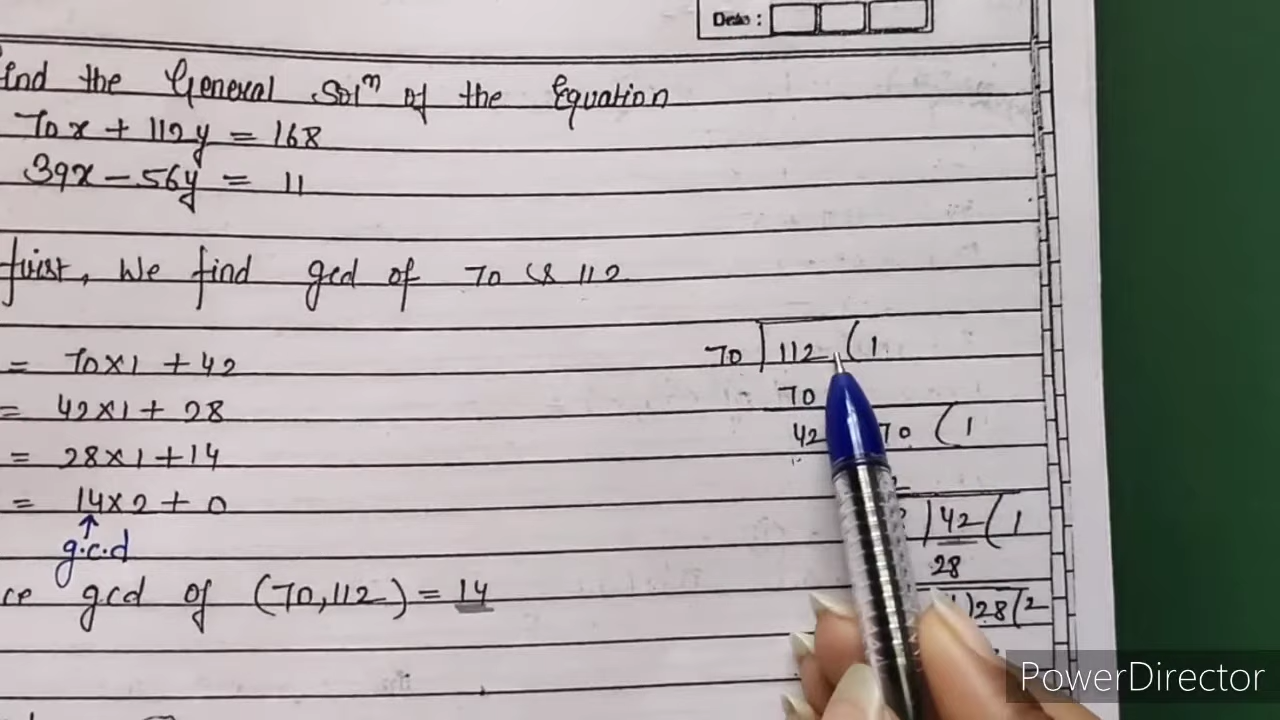 Date :
ind the General Solⁿ of the Equation
70x + 112y = 168
39x - 56y = 11
first, We find gcd of 70 & 112
= 70×1 + 42
= 42×1 + 28
= 28×1 + 14
= 14×2 + 0
g.c.d
ce gcd of (70,112) = 14
70 112 ( 1
70
42 70 ( 1
42 ( 1
28
) 28 ( 2
PowerDirector